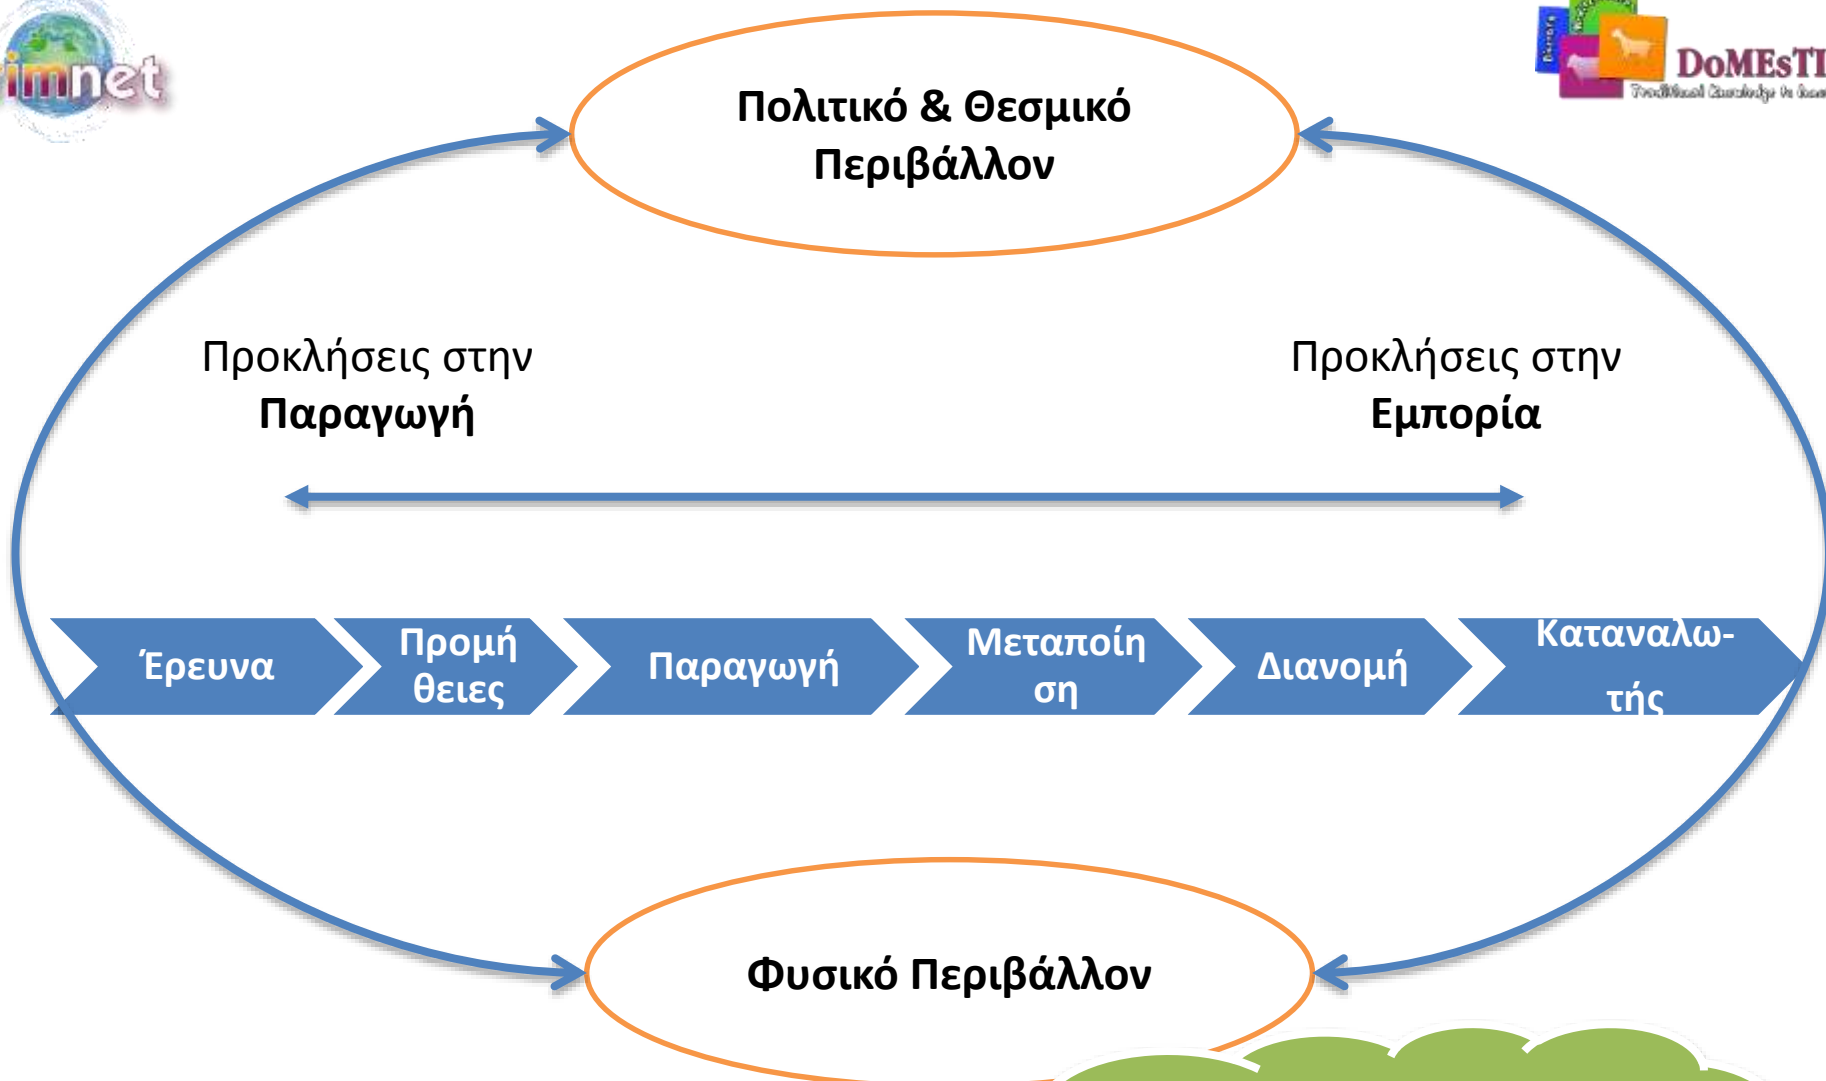 imnet
DoMEsTI
Πολιτικό & Θεσμικό
Περιβάλλον
Προκλήσεις στην
Παραγωγή
Προκλήσεις στην
Εμπορία
Έρευνα
Προμή
θειες
Παραγωγή
Μεταποίη
ση
Διανομή
Καταναλω-
τής
Φυσικό Περιβάλλον